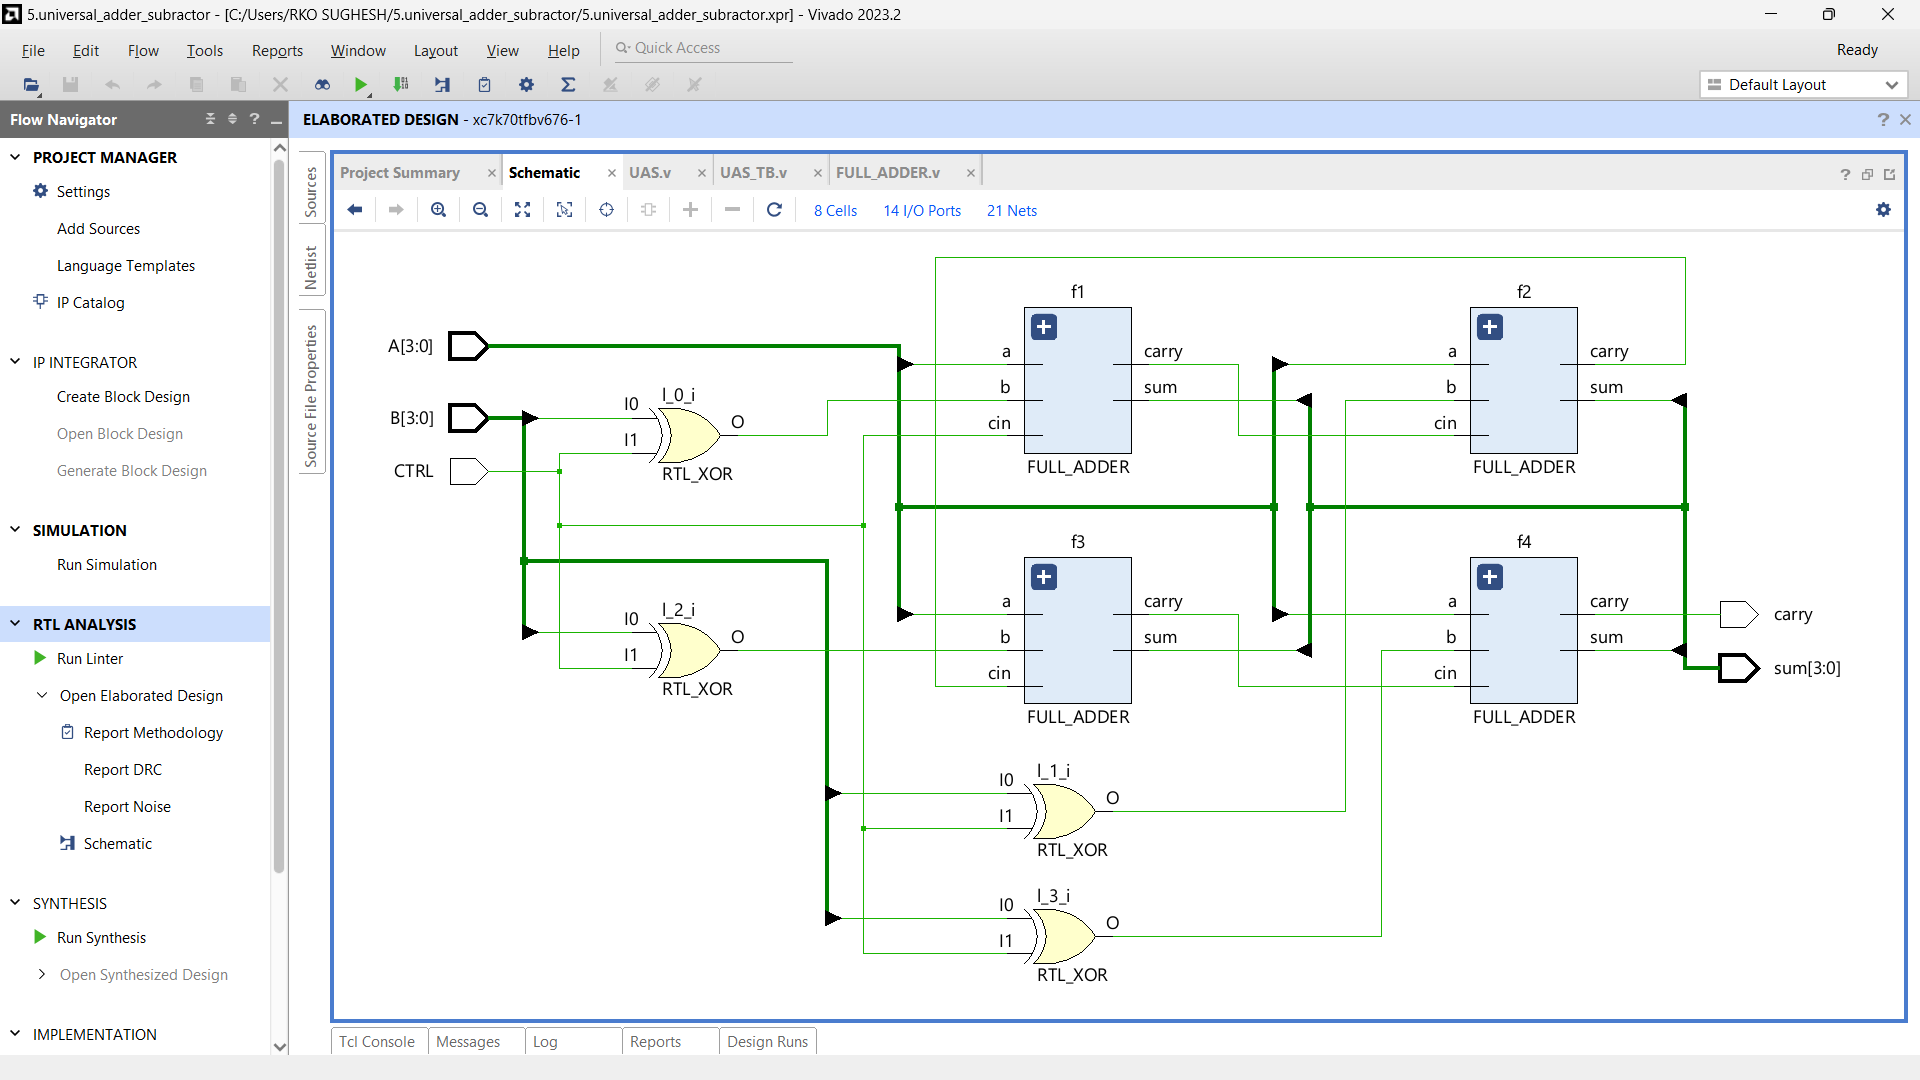 5.universal_adder_subractor - [C:/Users/RKO SUGHESH/5.universal_adder_subractor/5.universal_adder_subractor.xpr] - Vivado 2023.2
File Edit Flow Tools Reports Window Layout View Help Quick Access Ready
Default Layout
Flow Navigator
ELABORATED DESIGN - xc7k70tfbv676-1
PROJECT MANAGER
Settings
Add Sources
Language Templates
IP Catalog
IP INTEGRATOR
Create Block Design
Open Block Design
Generate Block Design
SIMULATION
Run Simulation
RTL ANALYSIS
Run Linter
Open Elaborated Design
Report Methodology
Report DRC
Report Noise
Schematic
SYNTHESIS
Run Synthesis
Open Synthesized Design
IMPLEMENTATION
Sources
Netlist
Source File Properties
Project Summary Schematic UAS.v UAS_TB.v FULL_ADDER.v
8 Cells 14 I/O Ports 21 Nets
A[3:0]
B[3:0]
CTRL
I_0_i
I0
I1
O
RTL_XOR
I_2_i
I0
I1
O
RTL_XOR
f1
a
b
cin
carry
sum
FULL_ADDER
f2
a
b
cin
carry
sum
FULL_ADDER
f3
a
b
cin
carry
sum
FULL_ADDER
f4
a
b
cin
carry
sum
FULL_ADDER
carry
sum[3:0]
I_1_i
I0
I1
O
RTL_XOR
I_3_i
I0
I1
O
RTL_XOR
Tcl Console Messages Log Reports Design Runs